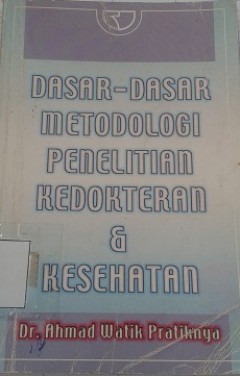 DASAR-DASAR
METODOLOGI
PENELITIAN
KEDOKTERAN
&
KESEHATAN
Dr. Ahmad Watik Pratiknya